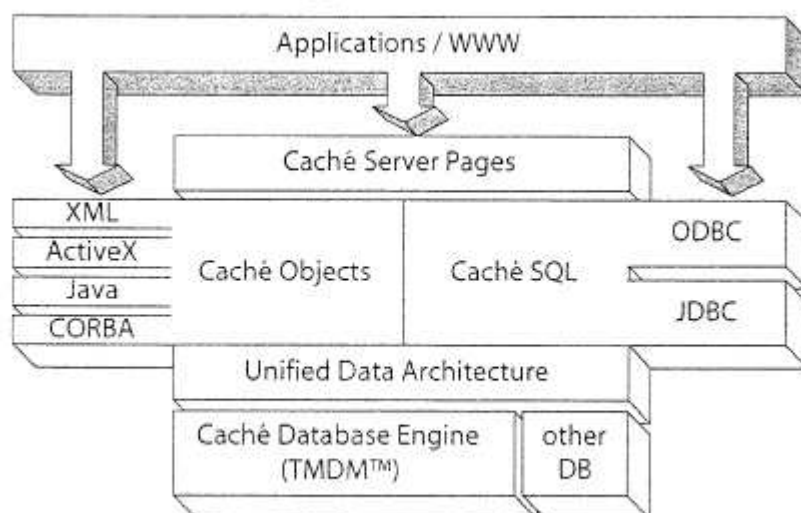 Applications / WWW
Caché Server Pages
XML
ActiveX
Java
CORBA
Caché Objects
Caché SQL
ODBC
JDBC
Unified Data Architecture
Caché Database Engine
(TMDM™)
other
DB